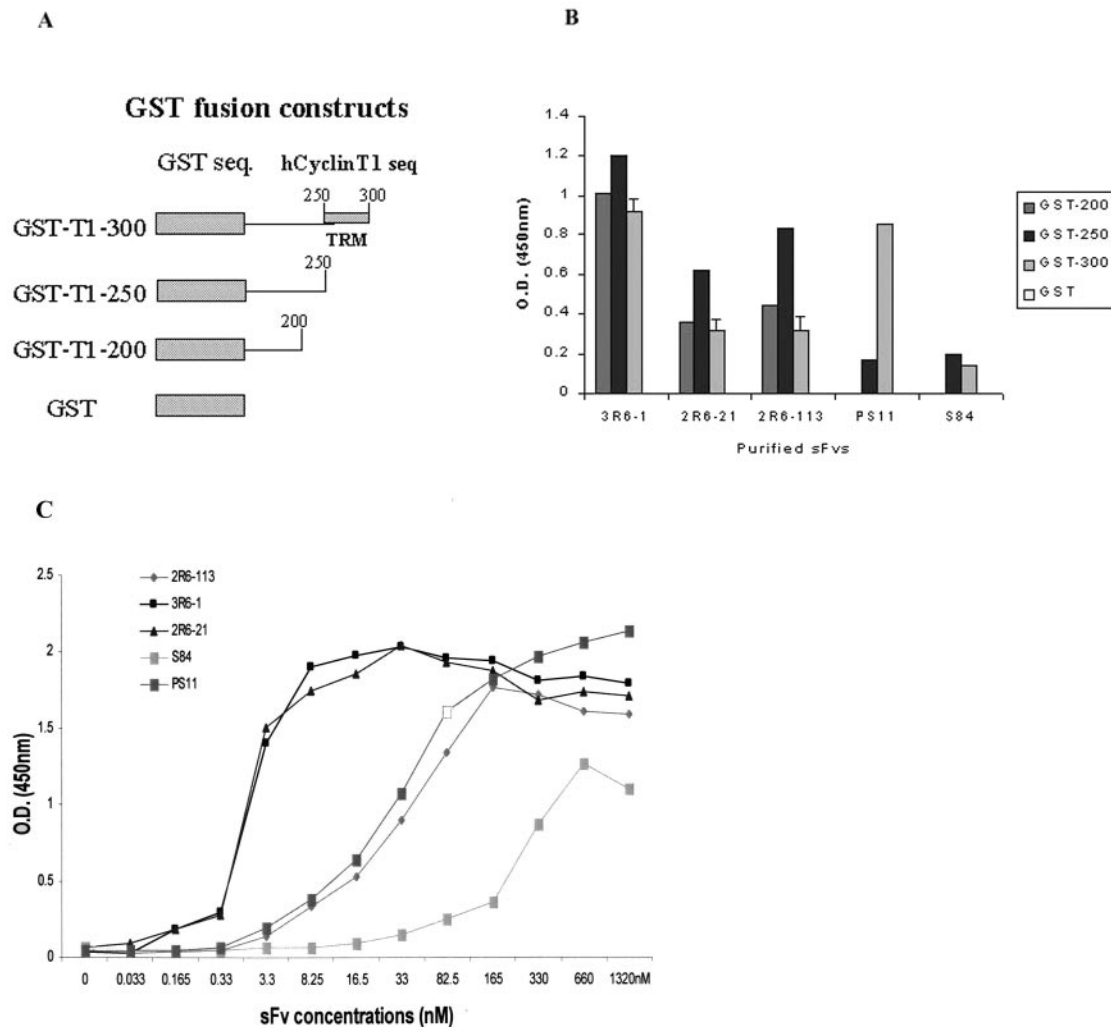 A
GST fusion constructs
GST seq. hCyclinT1 seq
250 300
GST-T1-300
TRM
250
GST-T1-250
200
GST-T1-200
GST
B
1.4
1.2
1
0.8
0.6
0.4
0.2
0
O.D. (450nm)
3R6-1 2R6-21 2R6-113 PS11 S84
Purified sFvs
GST-200
GST-250
GST-300
GST
C
2.5
2
1.5
1
0.5
0
O.D. (450nm)
2R6-113
3R6-1
2R6-21
S84
PS11
0 0.033 0.165 0.33 3.3 8.25 16.5 33 82.5 165 330 660 1320nM
sFv concentrations (nM)